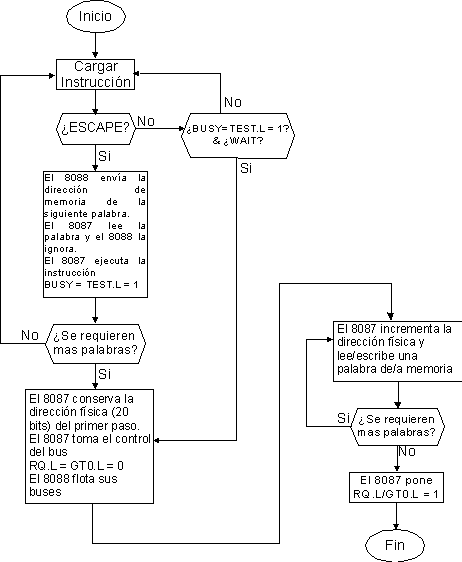 Inicio
Cargar
Instrucción
¿ESCAPE?
No
¿BUSY=TEST.L = 1?
& ¿WAIT?
No
Si
Si
El 8088 envía la
dirección de
memoria de la
siguiente palabra.
El 8087 lee la
palabra y el 8088 la
ignora.
El 8087 ejecuta la
instrucción
BUSY = TEST.L = 1
No
¿Se requieren
mas palabras?
Si
El 8087 conserva la
dirección física (20
bits) del primer paso.
El 8087 toma el control
del bus
RQ.L = GT0.L = 0
El 8088 flota sus
buses
El 8087 incrementa la
dirección física y
lee/escribe una
palabra de/a memoria
Si
¿Se requieren
mas palabras?
No
El 8087 pone
RQ.L/GT0.L = 1
Fin